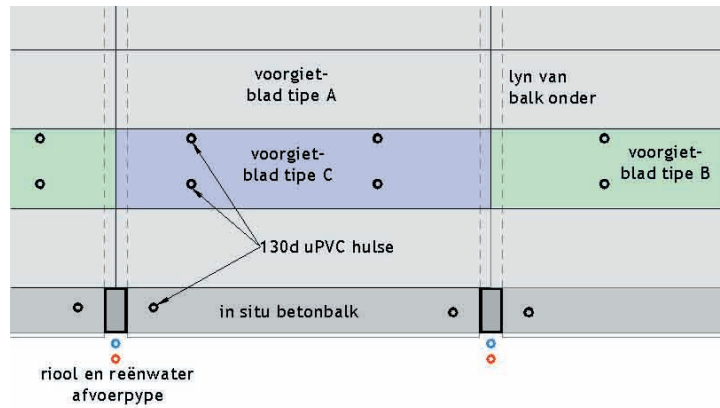 voorgiet-
blad tipe A
lyn van
balk onder
voorgiet-
blad tipe C
voorgiet-
blad tipe B
130d uPVC hulse
in situ betonbalk
riool en reënwater
afvoerpype